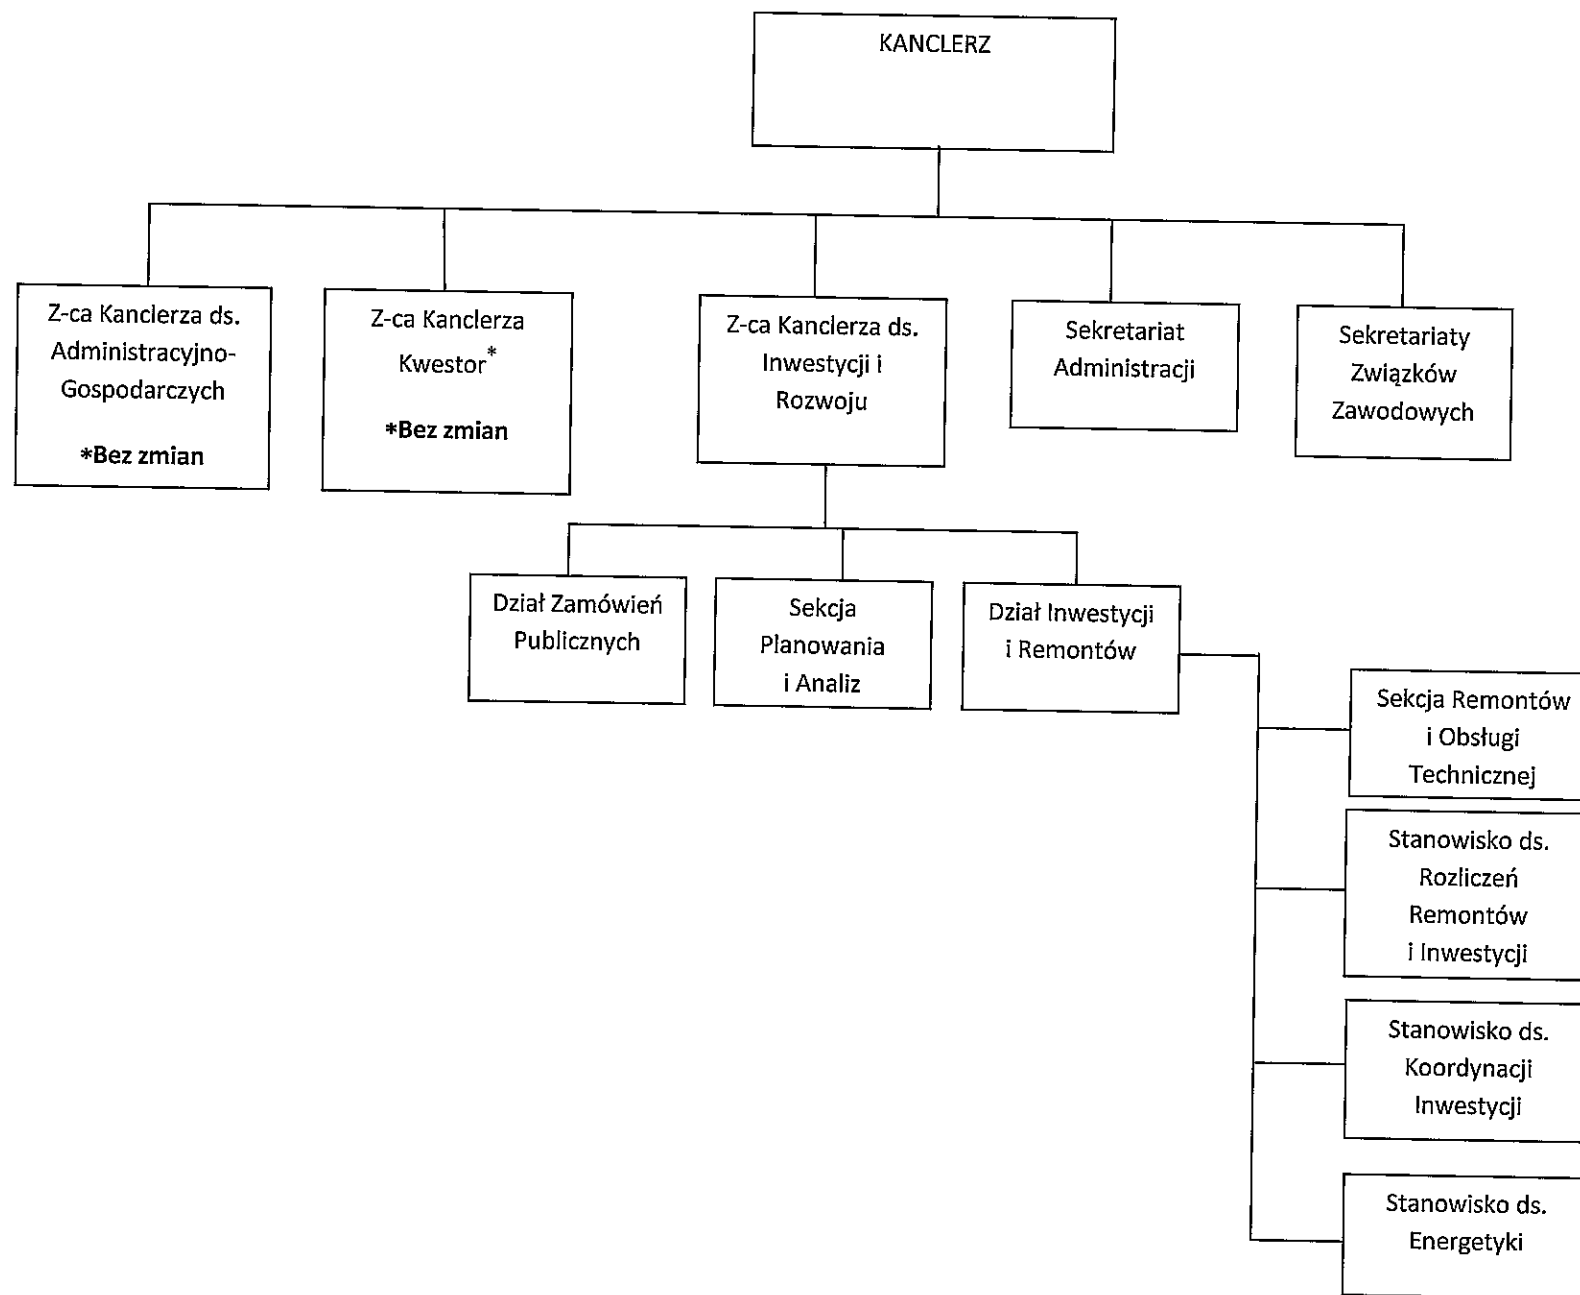 KANCLERZ
Z-ca Kanclerza ds.
Administracyjno-
Gospodarczych
*Bez zmian
Z-ca Kanclerza
Kwestor*
*Bez zmian
Z-ca Kanclerza ds.
Inwestycji i
Rozwoju
Sekretariat
Administracji
Sekretariaty
Związków
Zawodowych
Dział Zamówień
Publicznych
Sekcja
Planowania
i Analiz
Dział Inwestycji
i Remontów
Sekcja Remontów
i Obsługi
Technicznej
Stanowisko ds.
Rozliczeń
Remontów
i Inwestycji
Stanowisko ds.
Koordynacji
Inwestycji
Stanowisko ds.
Energetyki